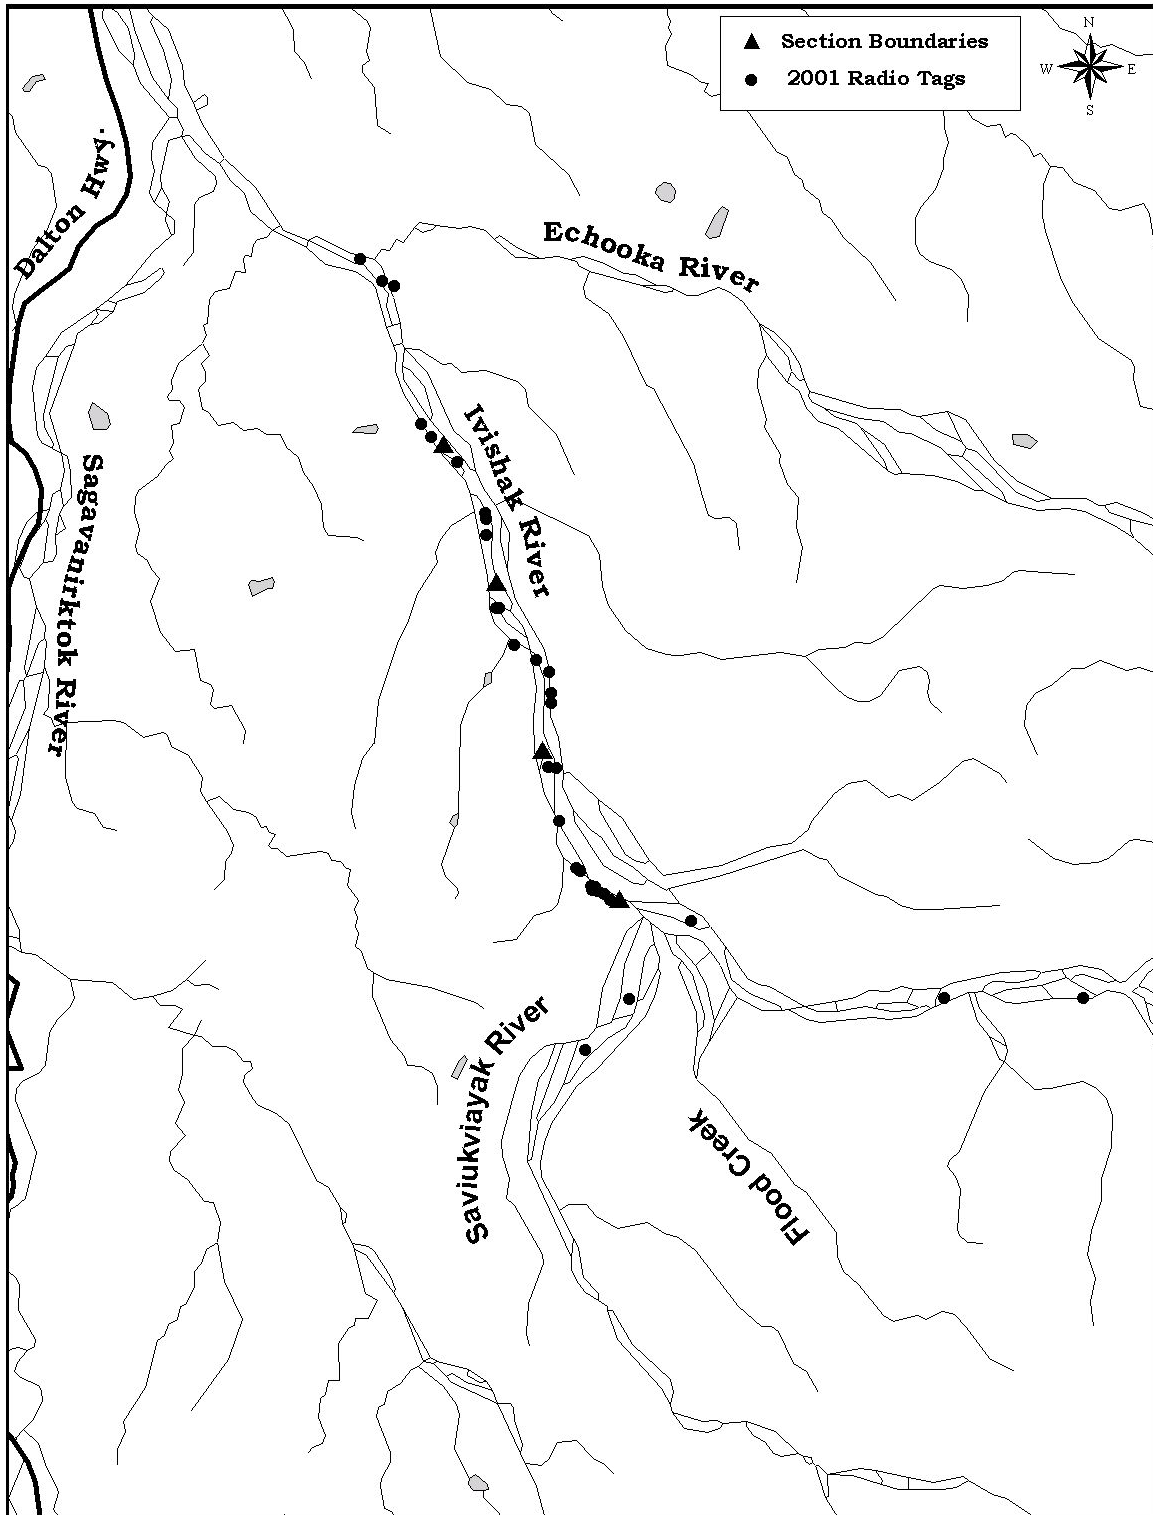 N
W E
S
Section Boundaries
2001 Radio Tags
Dalton Hwy.
Echooka River
Ivishak River
Sagavanirktok River
Saviukviayak River
Flood Creek